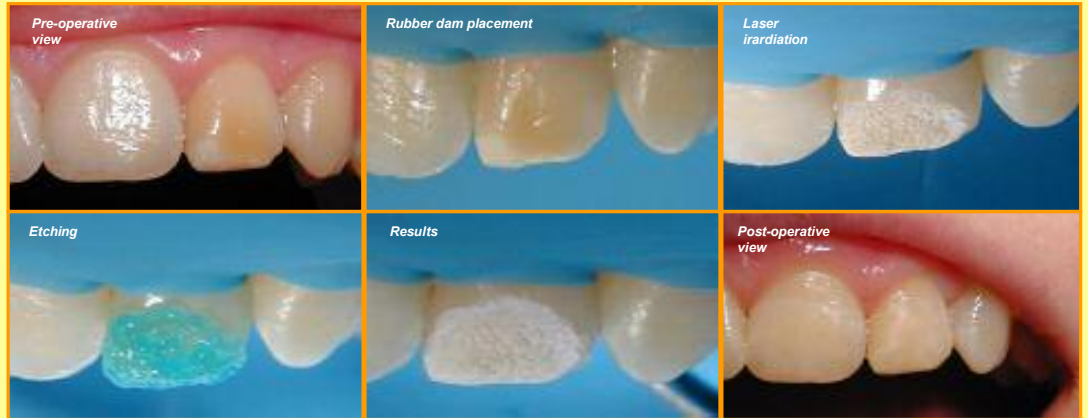 Pre-operative
view
Rubber dam placement
Laser
irardiation
Etching
Results
Post-operative
view